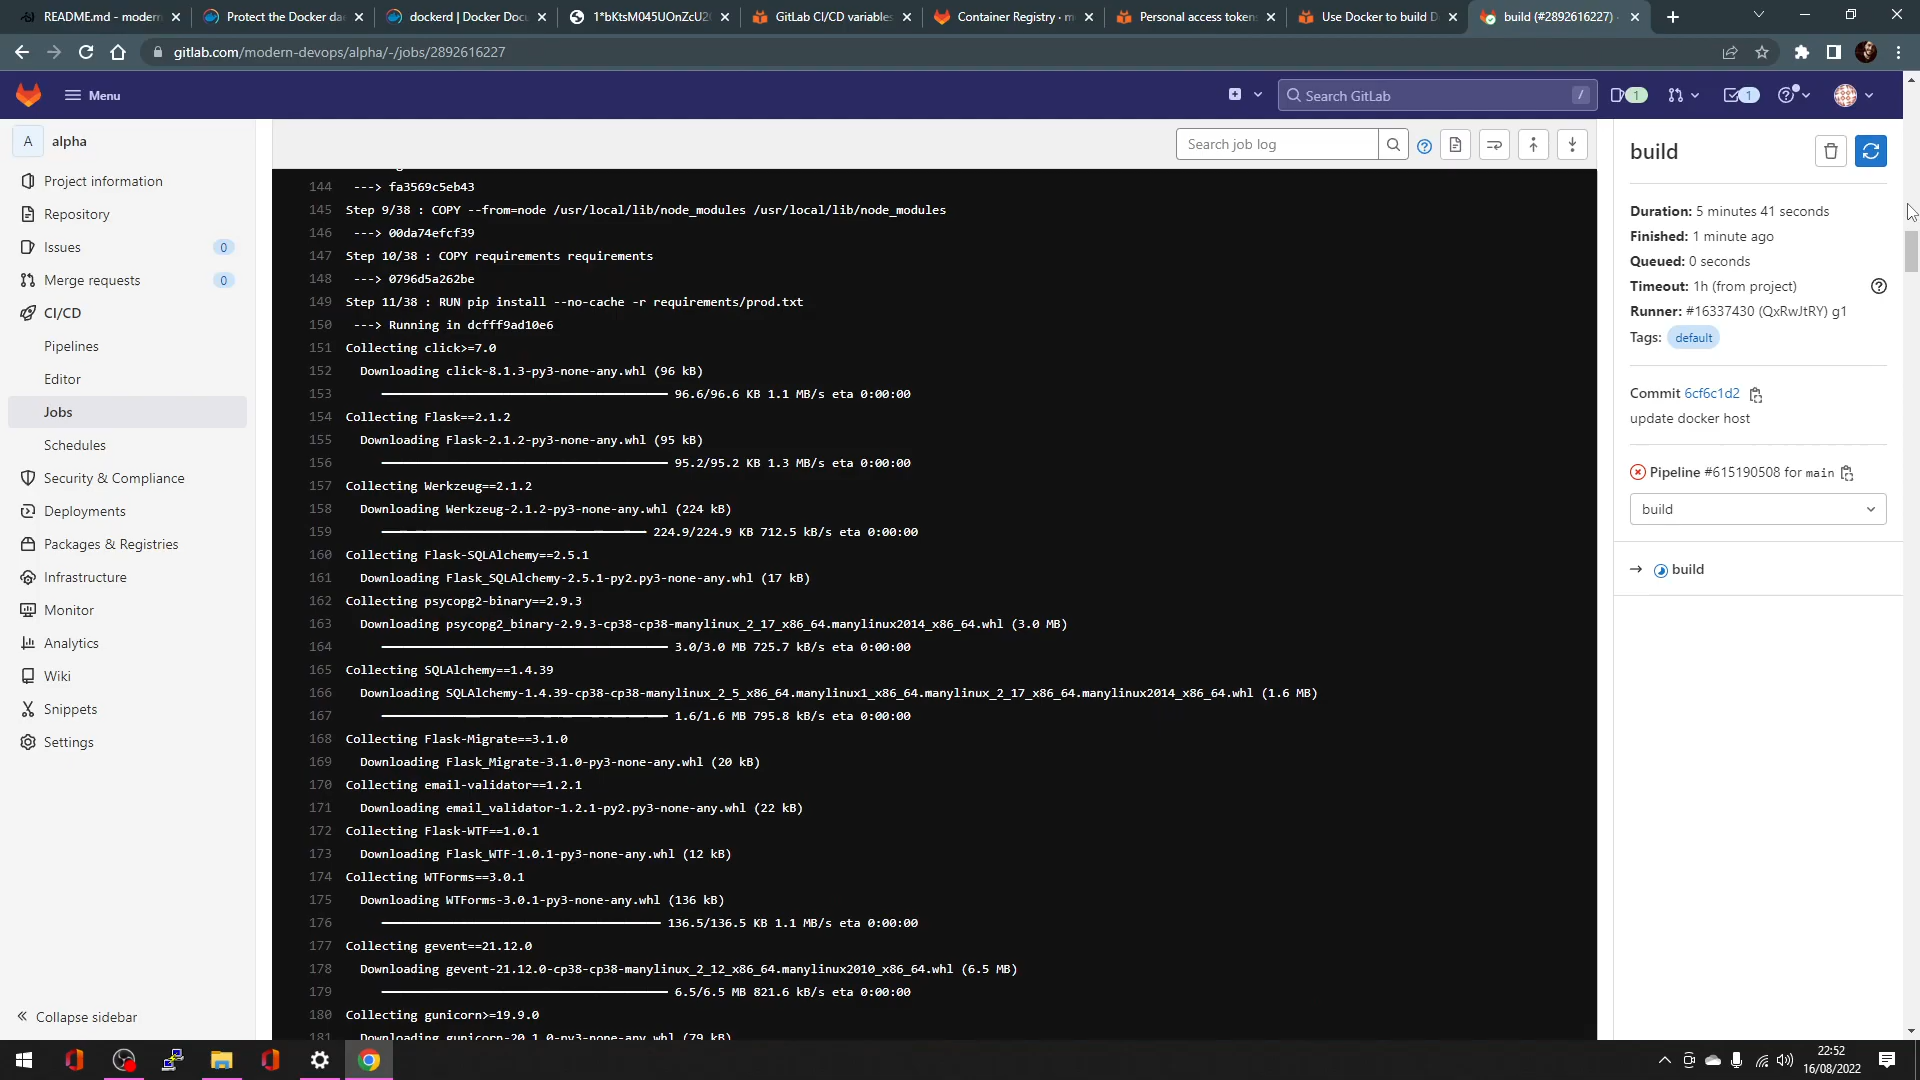 README.md - modern
Protect the Docker dae
dockerd | Docker Docu
1*bKtsM045UOnZcU2
GitLab CI/CD variables
Container Registry · m
Personal access tokens
Use Docker to build D
build (#2892616227) ·
gitlab.com/modern-devops/alpha/-/jobs/2892616227
Menu
Search GitLab
/
1
1
A alpha
Project information
Repository
Issues 0
Merge requests 0
CI/CD
Pipelines
Editor
Jobs
Schedules
Security & Compliance
Deployments
Packages & Registries
Infrastructure
Monitor
Analytics
Wiki
Snippets
Settings
Collapse sidebar
Search job log
144 ---> fa3569c5eb43
145 Step 9/38 : COPY --from=node /usr/local/lib/node_modules /usr/local/lib/node_modules
146 ---> 00da74efcf39
147 Step 10/38 : COPY requirements requirements
148 ---> 0796d5a262be
149 Step 11/38 : RUN pip install --no-cache -r requirements/prod.txt
150 ---> Running in dcfff9ad10e6
151 Collecting click>=7.0
152 Downloading click-8.1.3-py3-none-any.whl (96 kB)
153 96.6/96.6 KB 1.1 MB/s eta 0:00:00
154 Collecting Flask==2.1.2
155 Downloading Flask-2.1.2-py3-none-any.whl (95 kB)
156 95.2/95.2 KB 1.3 MB/s eta 0:00:00
157 Collecting Werkzeug==2.1.2
158 Downloading Werkzeug-2.1.2-py3-none-any.whl (224 kB)
159 224.9/224.9 KB 712.5 kB/s eta 0:00:00
160 Collecting Flask-SQLAlchemy==2.5.1
161 Downloading Flask_SQLAlchemy-2.5.1-py2.py3-none-any.whl (17 kB)
162 Collecting psycopg2-binary==2.9.3
163 Downloading psycopg2_binary-2.9.3-cp38-cp38-manylinux_2_17_x86_64.manylinux2014_x86_64.whl (3.0 MB)
164 3.0/3.0 MB 725.7 kB/s eta 0:00:00
165 Collecting SQLAlchemy==1.4.39
166 Downloading SQLAlchemy-1.4.39-cp38-cp38-manylinux_2_5_x86_64.manylinux1_x86_64.manylinux_2_17_x86_64.manylinux2014_x86_64.whl (1.6 MB)
167 1.6/1.6 MB 795.8 kB/s eta 0:00:00
168 Collecting Flask-Migrate==3.1.0
169 Downloading Flask_Migrate-3.1.0-py3-none-any.whl (20 kB)
170 Collecting email-validator==1.2.1
171 Downloading email_validator-1.2.1-py2.py3-none-any.whl (22 kB)
172 Collecting Flask-WTF==1.0.1
173 Downloading Flask_WTF-1.0.1-py3-none-any.whl (12 kB)
174 Collecting WTForms==3.0.1
175 Downloading WTForms-3.0.1-py3-none-any.whl (136 kB)
176 136.5/136.5 KB 1.1 MB/s eta 0:00:00
177 Collecting gevent==21.12.0
178 Downloading gevent-21.12.0-cp38-cp38-manylinux_2_12_x86_64.manylinux2010_x86_64.whl (6.5 MB)
179 6.5/6.5 MB 821.6 kB/s eta 0:00:00
180 Collecting gunicorn>=19.9.0
181 Downloading gunicorn-20.1.0-py3-none-any.whl (79 kB)
build
Duration: 5 minutes 41 seconds
Finished: 1 minute ago
Queued: 0 seconds
Timeout: 1h (from project)
Runner: #16337430 (QxRwJtRY) g1
Tags: default
Commit 6cf6c1d2
update docker host
Pipeline #615190508 for main
build
→ build
22:52
16/08/2022